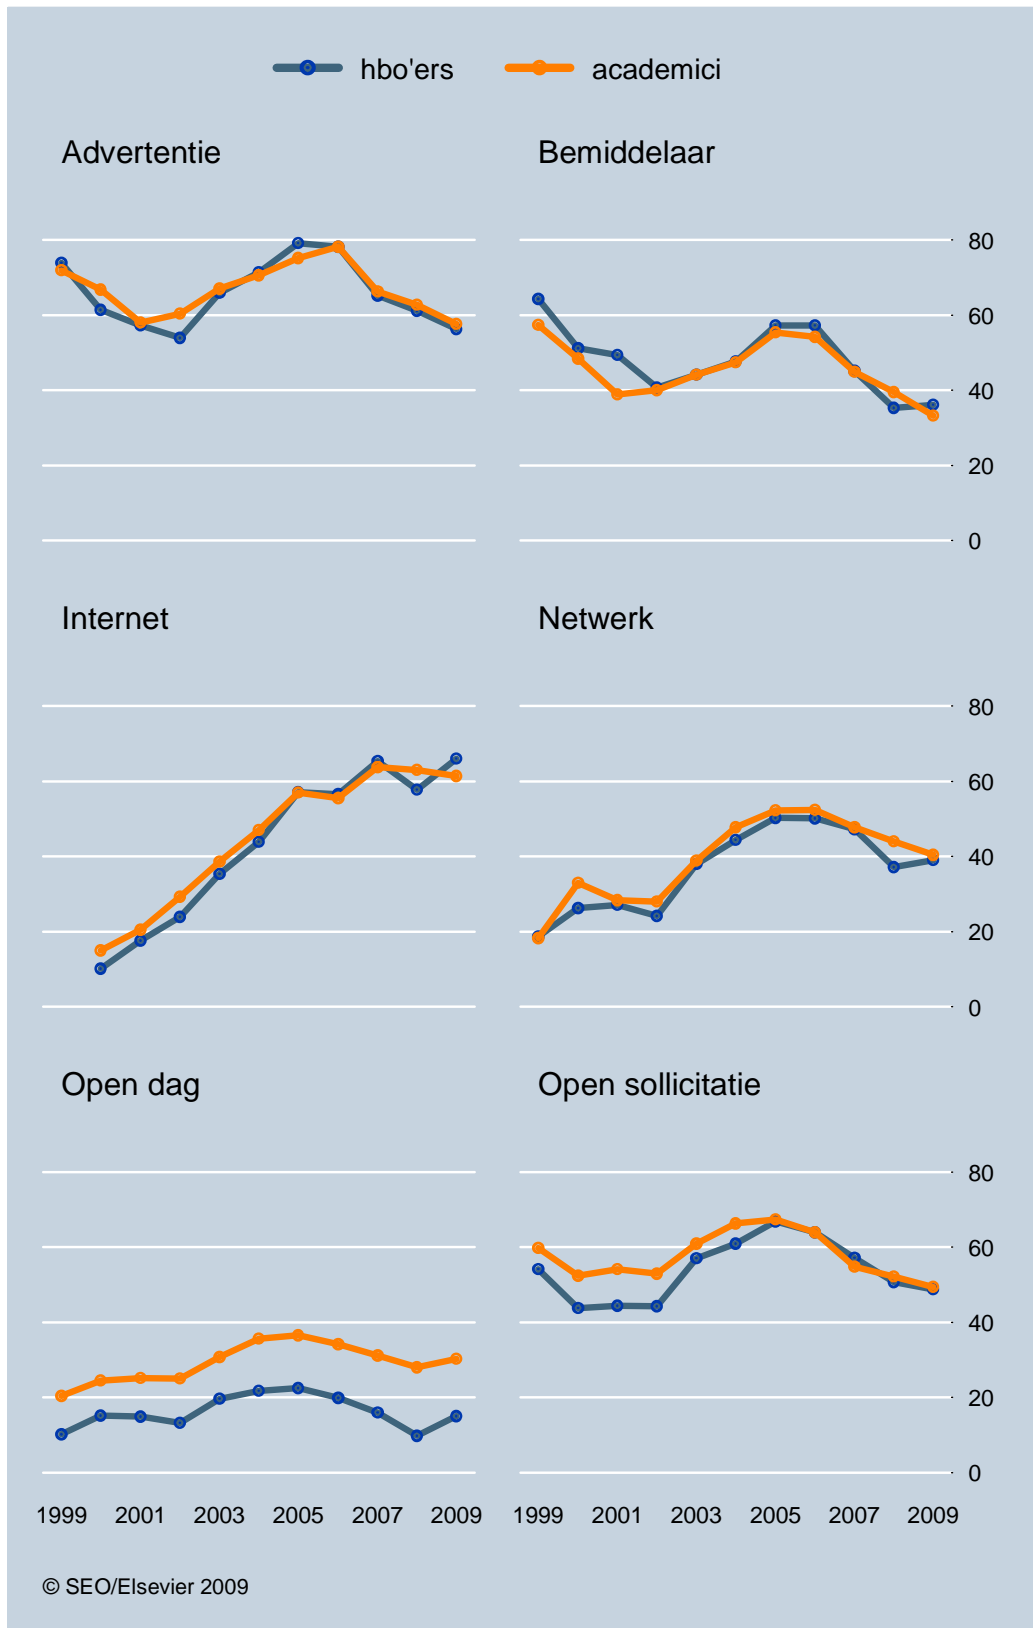 hbo'ers academici
Advertentie Bemiddelaar
80
60
40
20
0
Internet Netwerk
80
60
40
20
0
Open dag Open sollicitatie
80
60
40
20
0
1999 2001 2003 2005 2007 2009 1999 2001 2003 2005 2007 2009
© SEO/Elsevier 2009